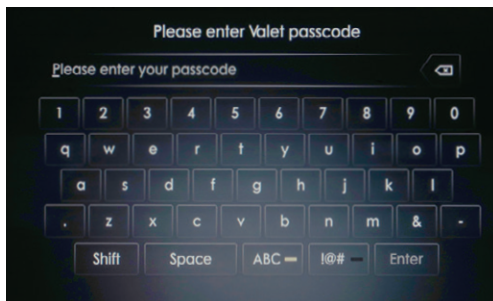 Please enter Valet passcode
Please enter your passcode
1 2 3 4 5 6 7 8 9 0
q w e r t y u i o p
a s d f g h j k l
. z x c v b n m & -
Shift Space ABC !@# Enter